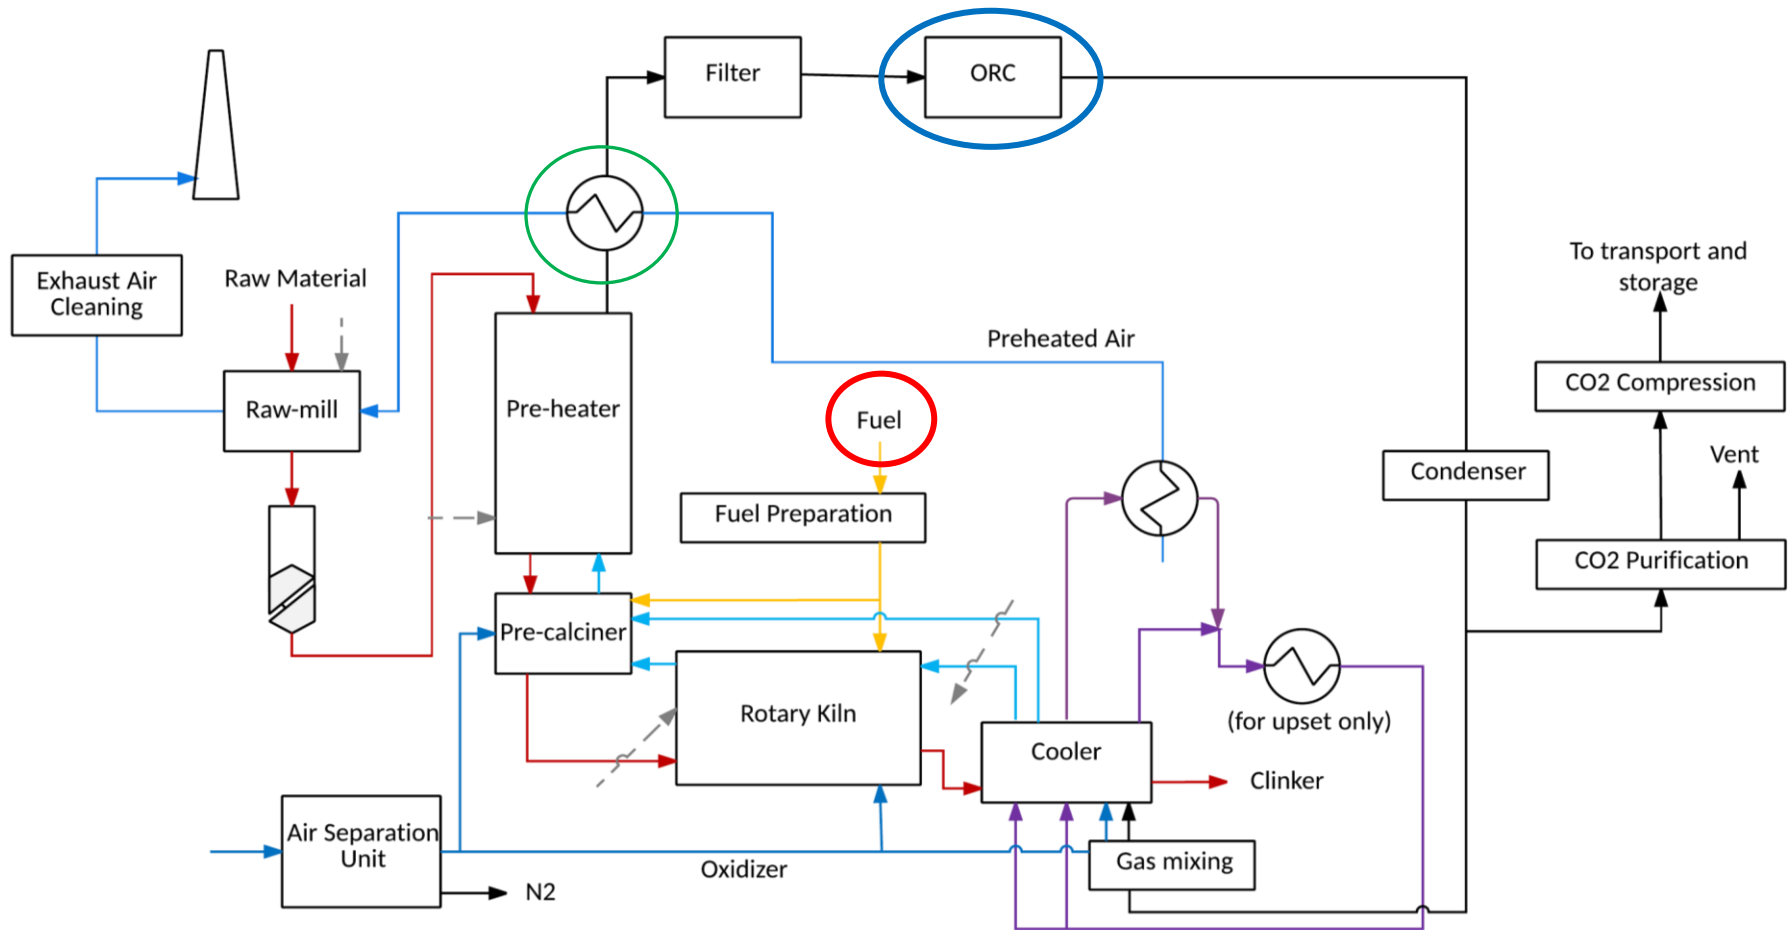 Filter
ORC
To transport and
storage
Exhaust Air
Cleaning
Raw Material
Preheated Air
CO2 Compression
Raw-mill
Pre-heater
Fuel
Vent
Condenser
Fuel Preparation
CO2 Purification
Pre-calciner
Rotary Kiln
(for upset only)
Cooler
Clinker
Air Separation
Unit
Oxidizer
Gas mixing
N2